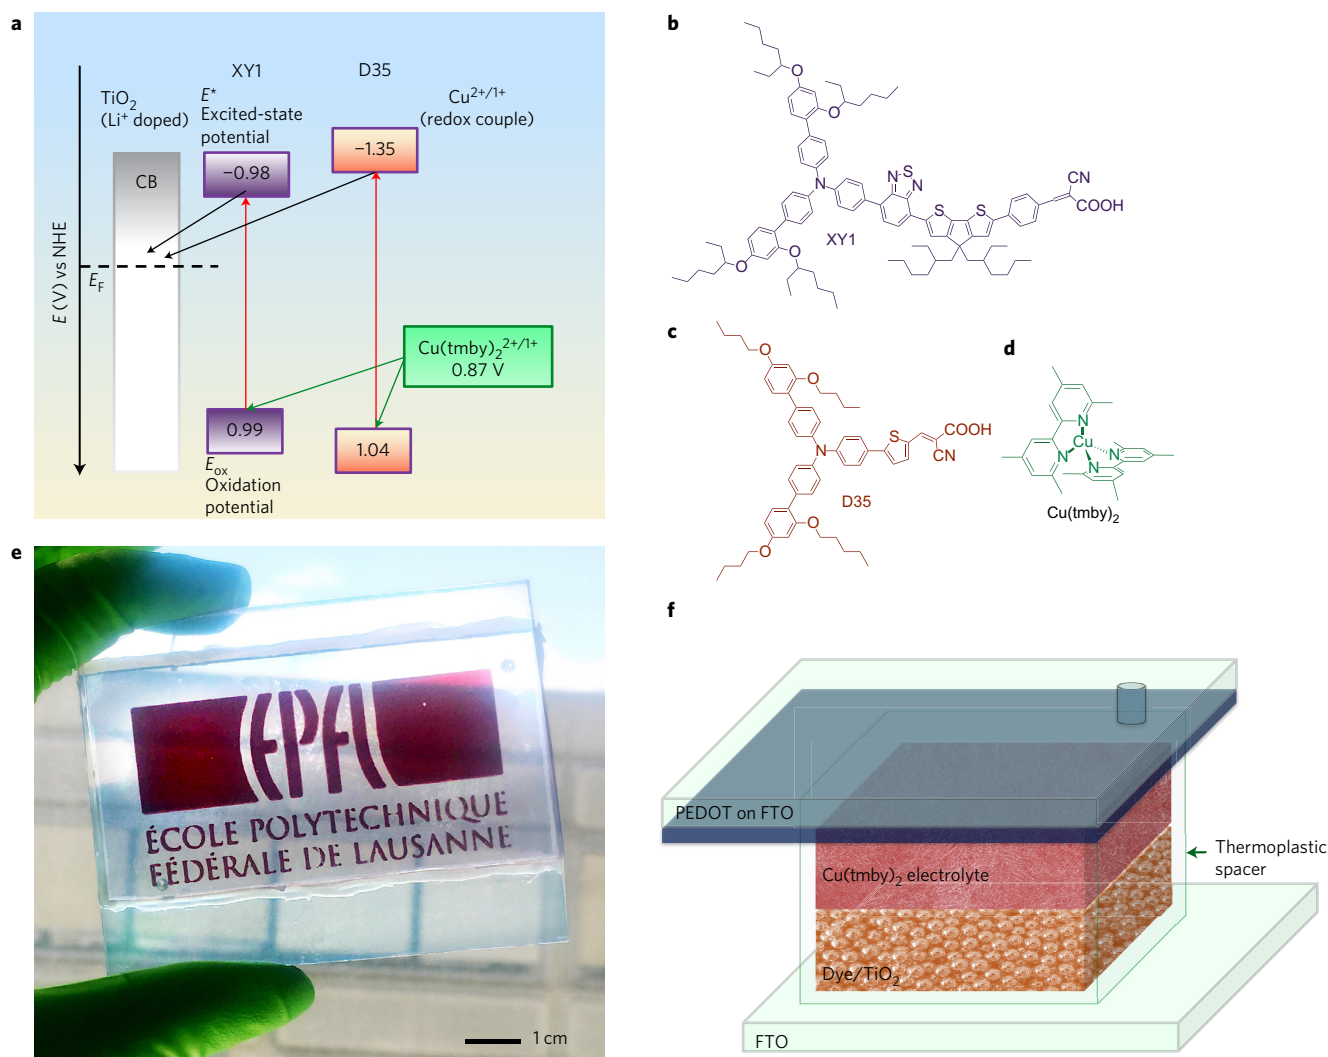 a
XY1
D35
TiO2
(Li+ doped)
E*
Excited-state
potential
Cu2+/1+
(redox couple)
CB
−0.98
−1.35
E (V) vs NHE
EF
Cu(tmby)22+/1+
0.87 V
0.99
1.04
Eox
Oxidation
potential
b
O
O
N
N
S
N
S
S
CN
COOH
XY1
O
O
c
O
O
N
S
COOH
CN
D35
O
O
d
N
Cu
N
N
N
Cu(tmby)2
e
EPFL
ÉCOLE POLYTECHNIQUE
FÉDÉRALE DE LAUSANNE
1 cm
f
PEDOT on FTO
Cu(tmby)2 electrolyte
Thermoplastic
spacer
Dye/TiO2
FTO